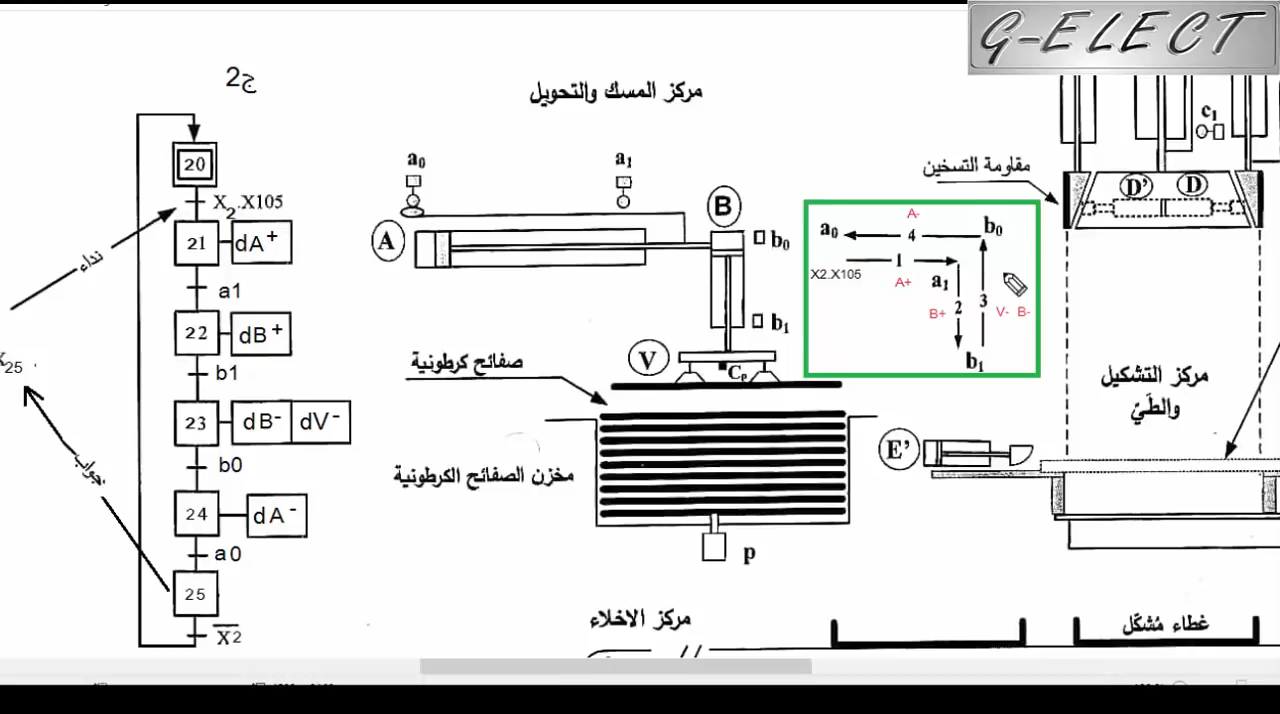 G-ELECT
ج2
مركز المسك والتحويل
20
X2.X105
21
dA+
a1
22
dB+
b1
23
dB-
dV-
b0
24
dA-
a0
25
X2
نداء
جواب
X25
a0
a1
A
B
b0
b1
V
Cp
صفائح كرطونية
مخزن الصفائح الكرطونية
p
A-
a0
4
b0
1
X2.X105
A+
a1
B+
2
3
V- B-
b1
c1
مقاومة التسخين
D'
D
مركز التشكيل
والطَيّ
E'
مركز الاخلاء
غطاء مُشكّل